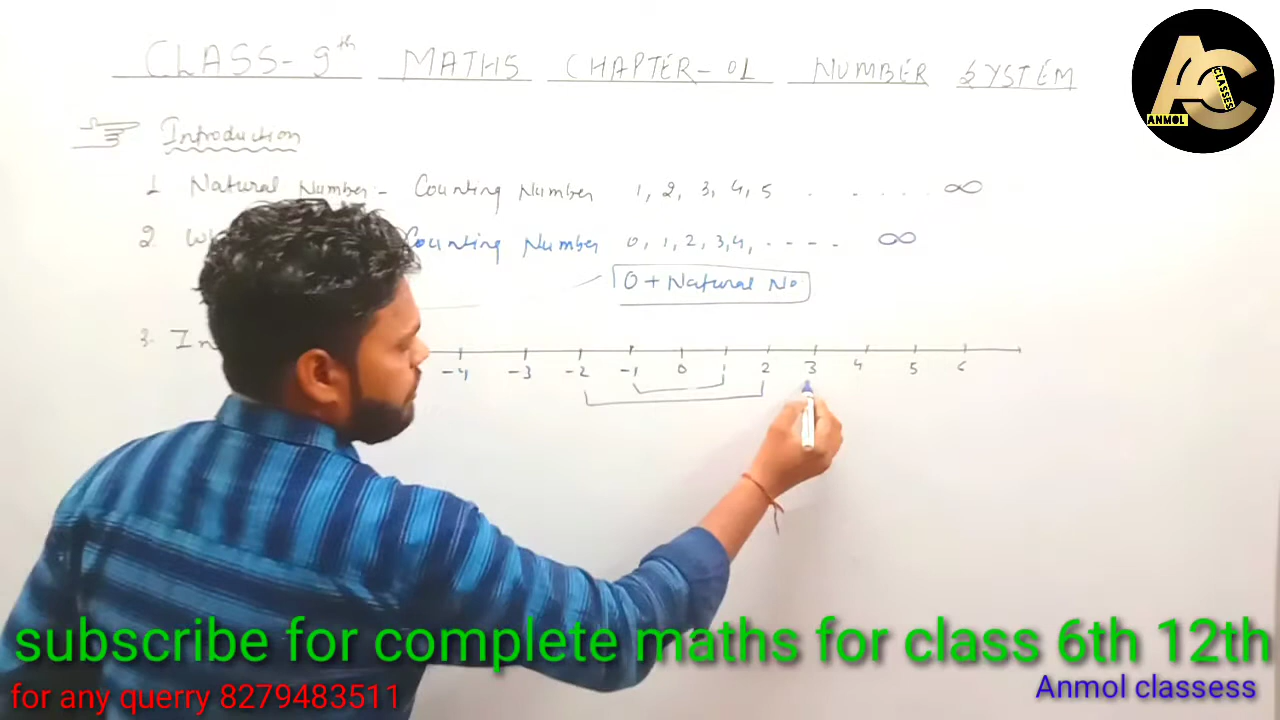 CLASS- 9th MATHS CHAPTER-01 NUMBER SYSTEM
AC CLASSES ANMOL
Introduction
1 Natural Number - Counting Number 1, 2, 3, 4, 5 . . . . . . ∞
2. Counting Number 0, 1, 2, 3, 4, - - - - ∞
0 + Natural No
3.
-4 -3 -2 -1 0 1 2 3 4 5 6
subscribe for complete maths for class 6th 12th
for any querry 8279483511
Anmol classess